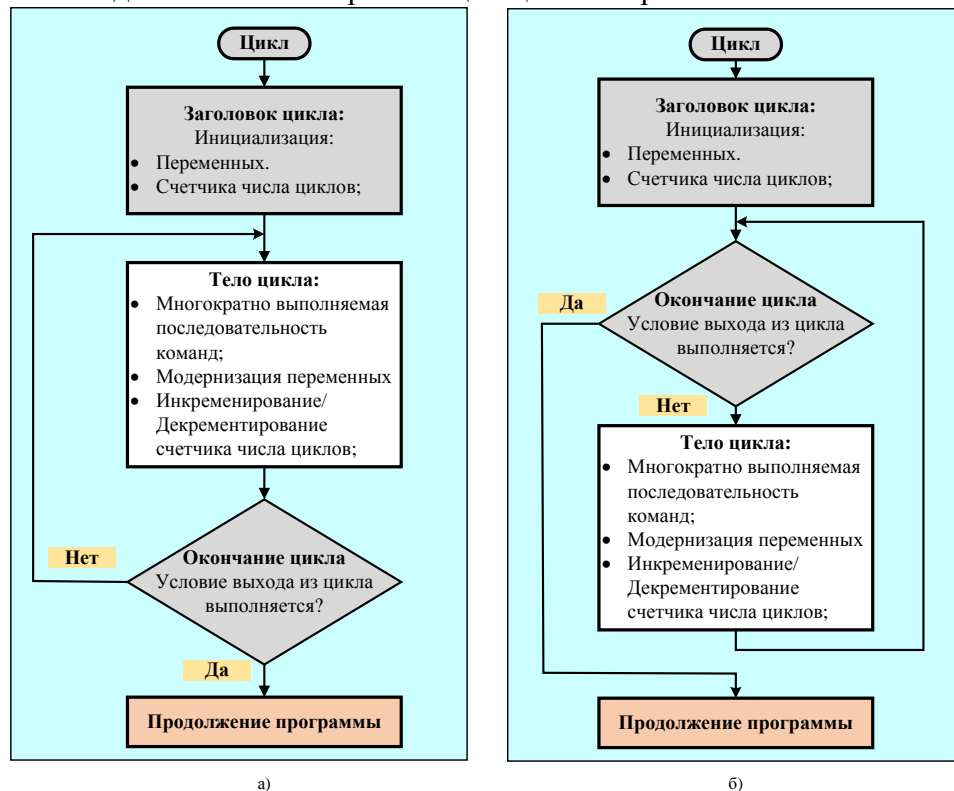 Цикл
Заголовок цикла:
Инициализация:
• Переменных.
• Счетчика числа циклов;
Тело цикла:
• Многократно выполняемая
последовательность
команд;
• Модернизация переменных
• Инкременирование/
Декрементирование
счетчика числа циклов;
Нет
Окончание цикла
Условие выхода из цикла
выполняется?
Да
Продолжение программы
а)
Цикл
Заголовок цикла:
Инициализация:
• Переменных.
• Счетчика числа циклов;
Да
Окончание цикла
Условие выхода из цикла
выполняется?
Нет
Тело цикла:
• Многократно выполняемая
последовательность
команд;
• Модернизация переменных
• Инкременирование/
Декрементирование
счетчика числа циклов;
Продолжение программы
б)